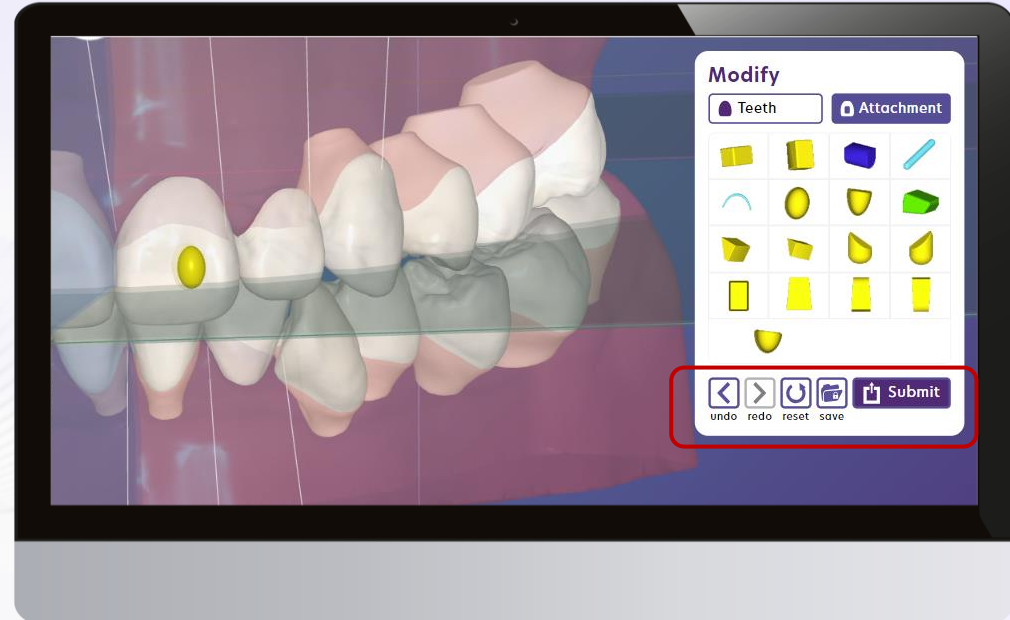 Modify
Teeth
Attachment
undo redo reset save
Submit